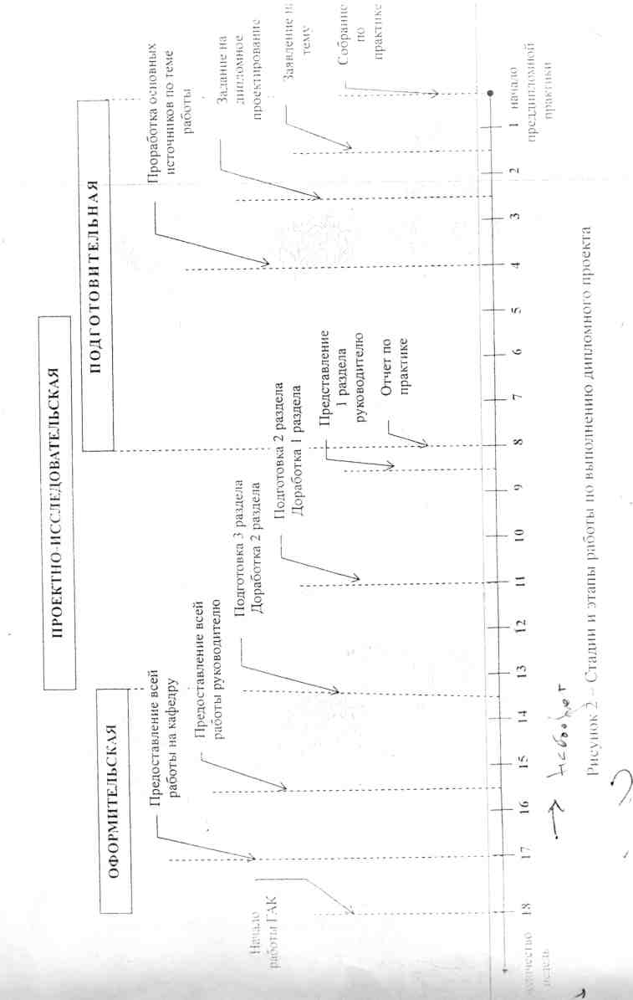 ПРОЕКТНО-ИССЛЕДОВАТЕЛЬСКАЯ
ОФОРМИТЕЛЬСКАЯ
ПОДГОТОВИТЕЛЬНАЯ
Начало
работы ГАК
Предоставление всей
работы на кафедру
Предоставление всей
работы руководителю
Подготовка 3 раздела
Доработка 2 раздела
Подготовка 2 раздела
Доработка 1 раздела
Представление
1 раздела
руководителю
Отчет по
практике
Проработка основных
источников по теме
работы
Задание на
дипломное
проектирование
Заявление н
тему
Собрание
по
практике
18 17 16 15 14 13 12 11 10 9 8 7 6 5 4 3 2 1
недель
начало
преддипломной
практики
Рисунок 2 – Стадии и этапы работы по выполнению дипломного проекта